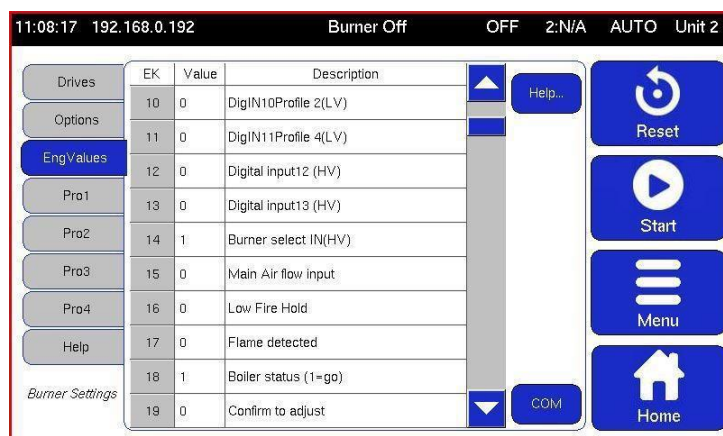 11:08:17 192.168.0.192 Burner Off OFF 2:N/A AUTO Unit 2
Drives
Options
EngValues
Pro1
Pro2
Pro3
Pro4
Help
Burner Settings
EK Value Description
10 0 DigIN10Profile 2(LV)
11 0 DigIN11Profile 4(LV)
12 0 Digital input12 (HV)
13 0 Digital input13 (HV)
14 1 Burner select IN(HV)
15 0 Main Air flow input
16 0 Low Fire Hold
17 0 Flame detected
18 1 Boiler status (1=go)
19 0 Confirm to adjust
Help...
COM
Reset
Start
Menu
Home